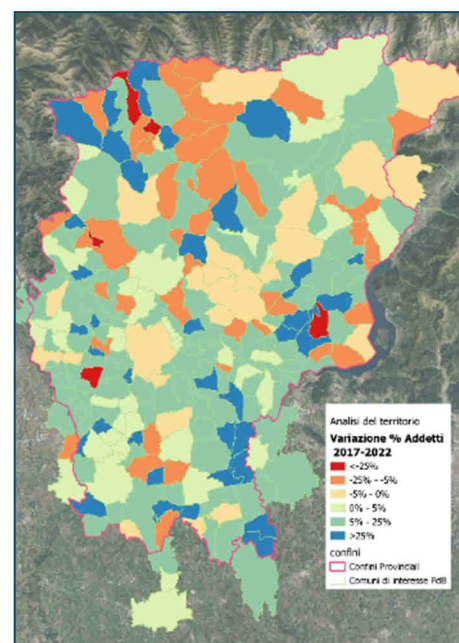 Analisi del territorio
Variazione % Addetti
2017-2022
<-25%
-25% - -5%
-5% - 0%
0% - 5%
5% - 25%
>25%
confini
Confini Provinciali
Comuni di interesse PdB